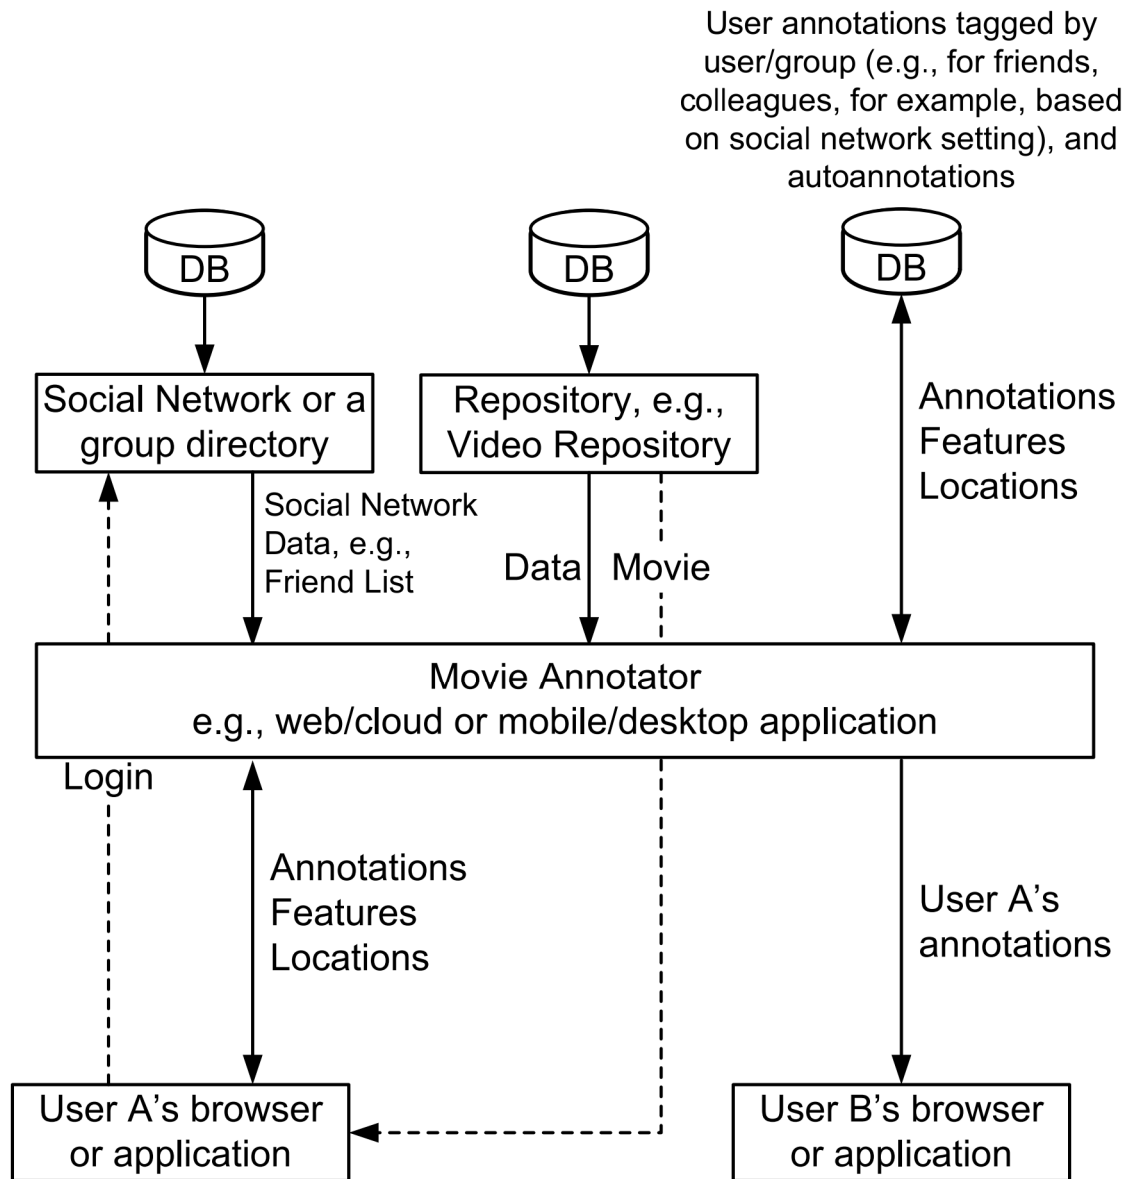 User annotations tagged by
user/group (e.g., for friends,
colleagues, for example, based
on social network setting), and
autoannotations
DB
DB
DB
Social Network or a
group directory
Repository, e.g.,
Video Repository
Annotations
Features
Locations
Social Network
Data, e.g.,
Friend List
Data
Movie
Movie Annotator
e.g., web/cloud or mobile/desktop application
Login
Annotations
Features
Locations
User A's
annotations
User A's browser
or application
User B's browser
or application